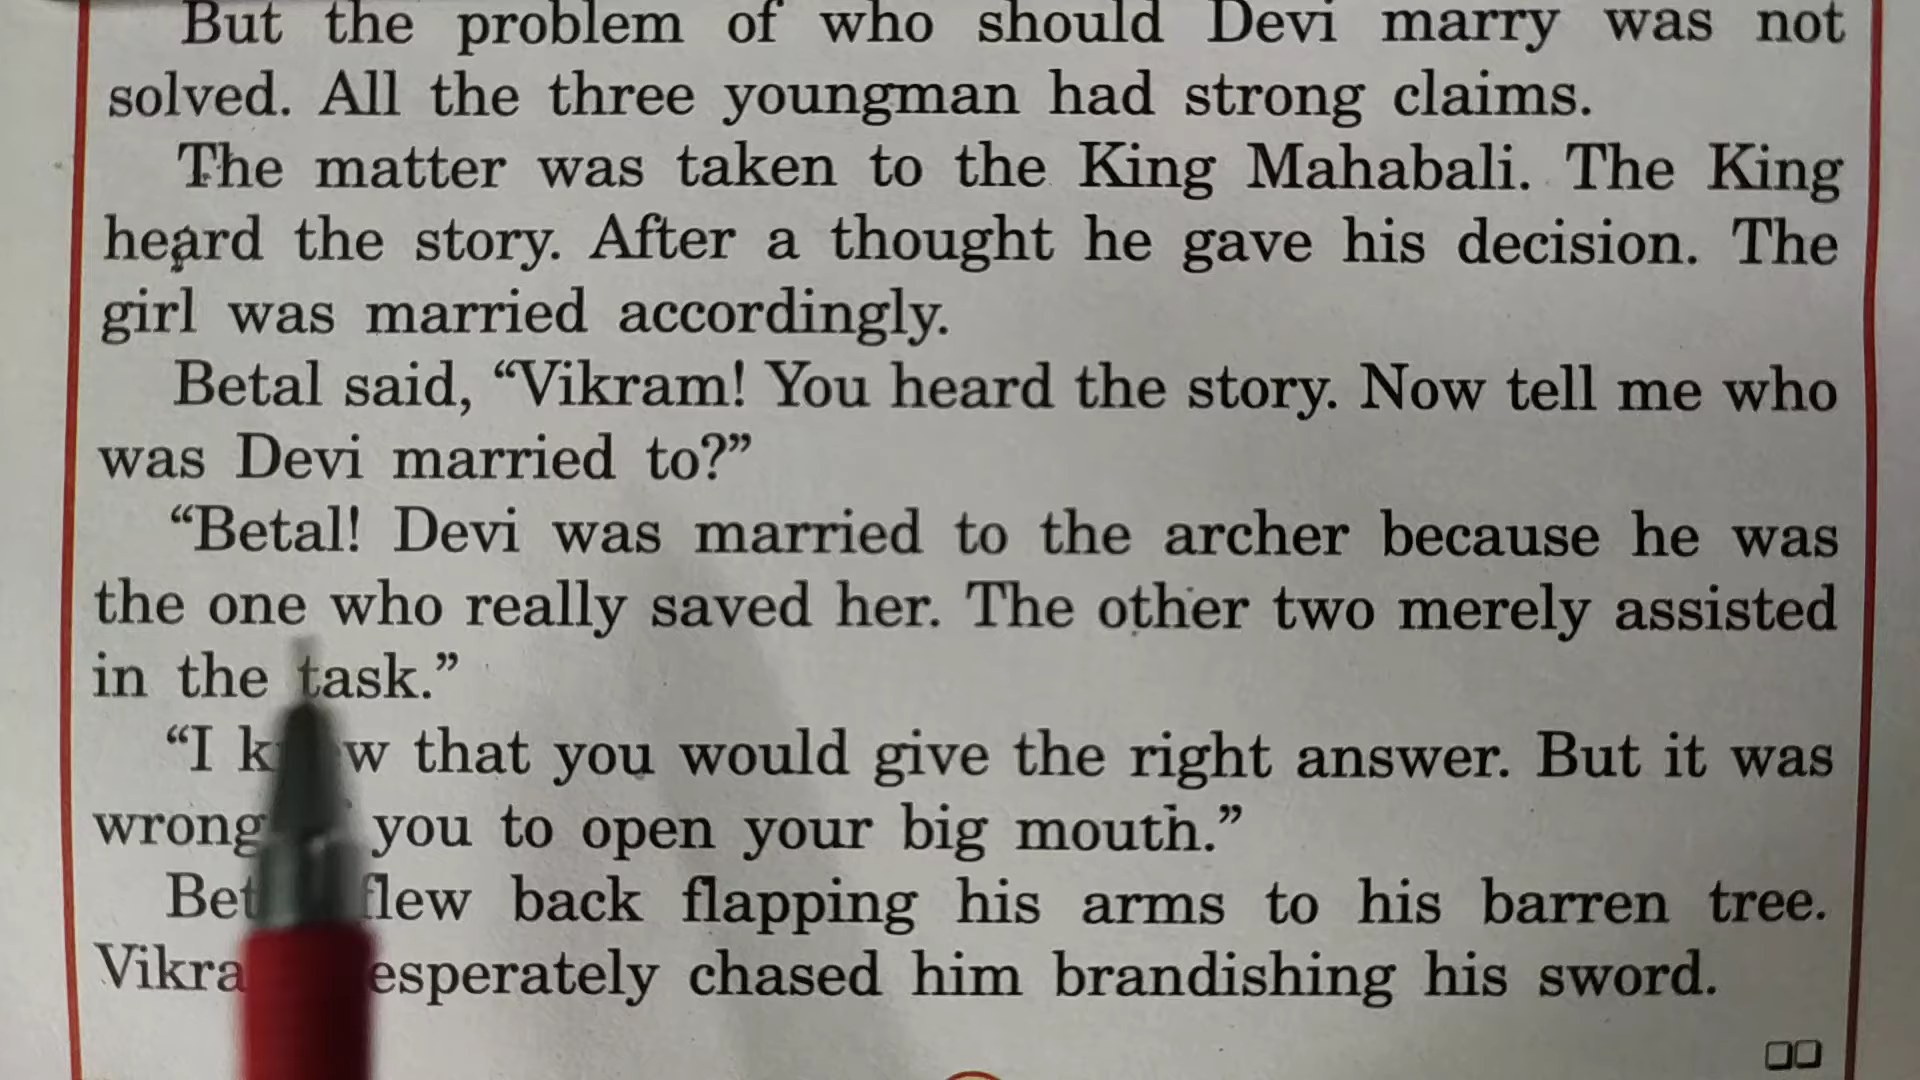 But the problem of who should Devi marry was not
solved. All the three youngman had strong claims.
The matter was taken to the King Mahabali. The King
heard the story. After a thought he gave his decision. The
girl was married accordingly.
Betal said, “Vikram! You heard the story. Now tell me who
was Devi married to?”
“Betal! Devi was married to the archer because he was
the one who really saved her. The other two merely assisted
in the task.”
“I that you would give the right answer. But it was
wrong you to open your big mouth.”
flew back flapping his arms to his barren tree.
chased him brandishing his sword.